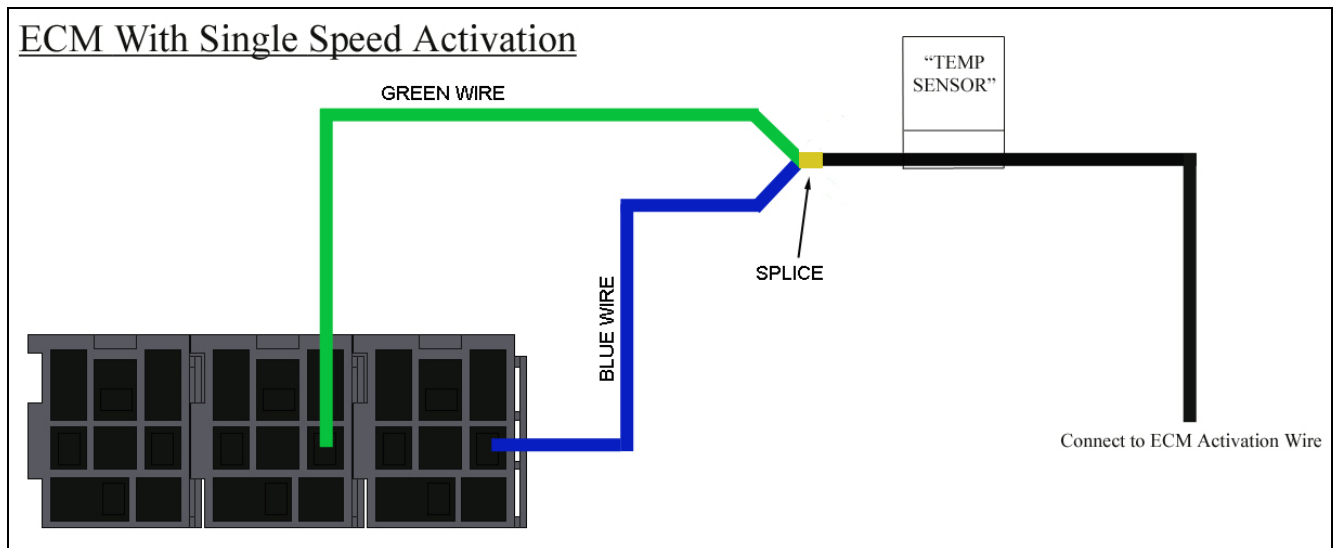 ECM With Single Speed Activation
GREEN WIRE
“TEMP
SENSOR”
SPLICE
BLUE WIRE
Connect to ECM Activation Wire